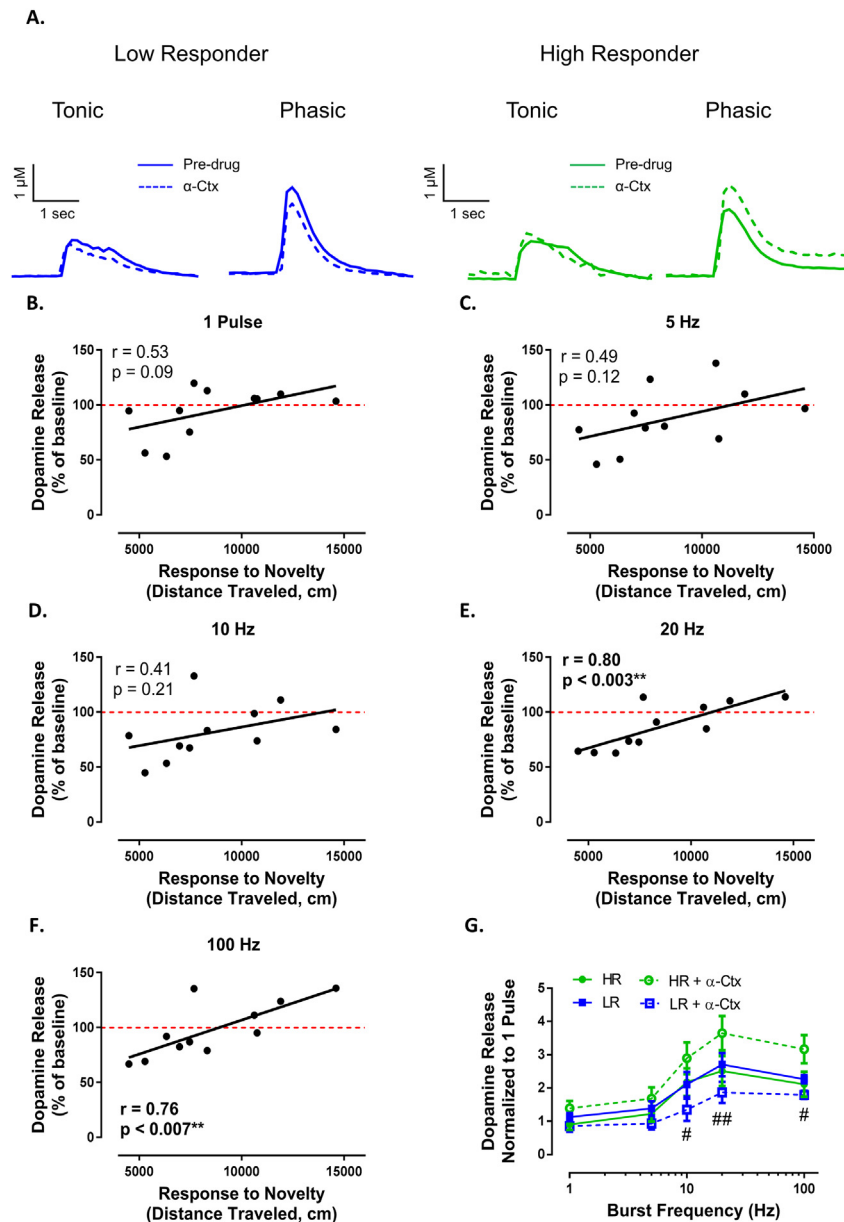 A.
Low Responder
High Responder
Tonic
Phasic
Tonic
Phasic
1 µM
1 sec
Pre-drug
α-Ctx
1 µM
1 sec
Pre-drug
α-Ctx
B.
1 Pulse
r = 0.53
p = 0.09
150
100
50
0
Dopamine Release
(% of baseline)
5000
10000
15000
Response to Novelty
(Distance Traveled, cm)
C.
5 Hz
r = 0.49
p = 0.12
150
100
50
0
Dopamine Release
(% of baseline)
5000
10000
15000
Response to Novelty
(Distance Traveled, cm)
D.
10 Hz
r = 0.41
p = 0.21
150
100
50
0
Dopamine Release
(% of baseline)
5000
10000
15000
Response to Novelty
(Distance Traveled, cm)
E.
20 Hz
r = 0.80
p < 0.003**
150
100
50
0
Dopamine Release
(% of baseline)
5000
10000
15000
Response to Novelty
(Distance Traveled, cm)
F.
100 Hz
r = 0.76
p < 0.007**
150
100
50
0
Dopamine Release
(% of baseline)
5000
10000
15000
Response to Novelty
(Distance Traveled, cm)
G.
HR
HR + α-Ctx
LR
LR + α-Ctx
5
4
3
2
1
0
Dopamine Release
Normalized to 1 Pulse
#
##
#
1
10
100
Burst Frequency (Hz)